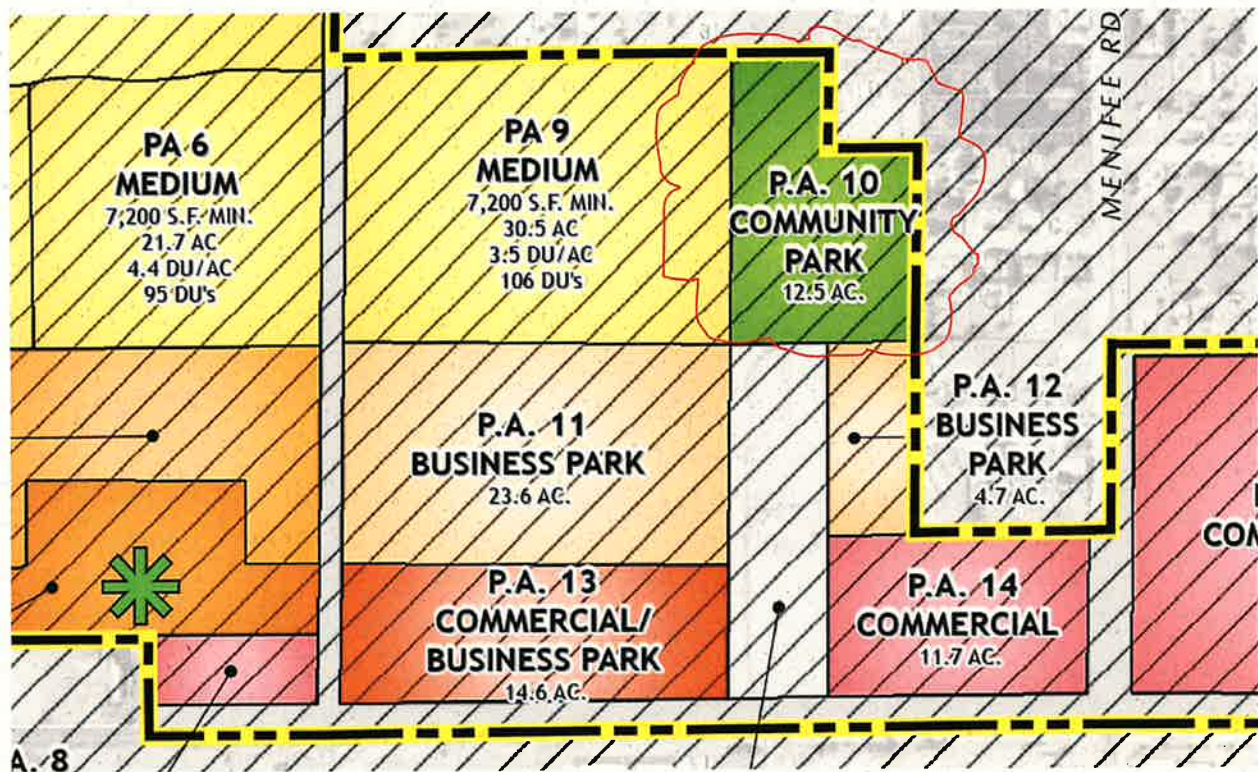 MENIFEE RD
PA 6
MEDIUM
7,200 S.F. MIN.
21.7 AC
4.4 DU/AC
95 DU's
PA 9
MEDIUM
7,200 S.F. MIN.
30.5 AC
3.5 DU/AC
106 DU's
P.A. 10
COMMUNITY
PARK
12.5 AC.
P.A. 11
BUSINESS PARK
23.6 AC.
P.A. 12
BUSINESS
PARK
4.7 AC.
P.A. 13
COMMERCIAL/
BUSINESS PARK
14.6 AC.
P.A. 14
COMMERCIAL
11.7 AC.
COM
A. 8